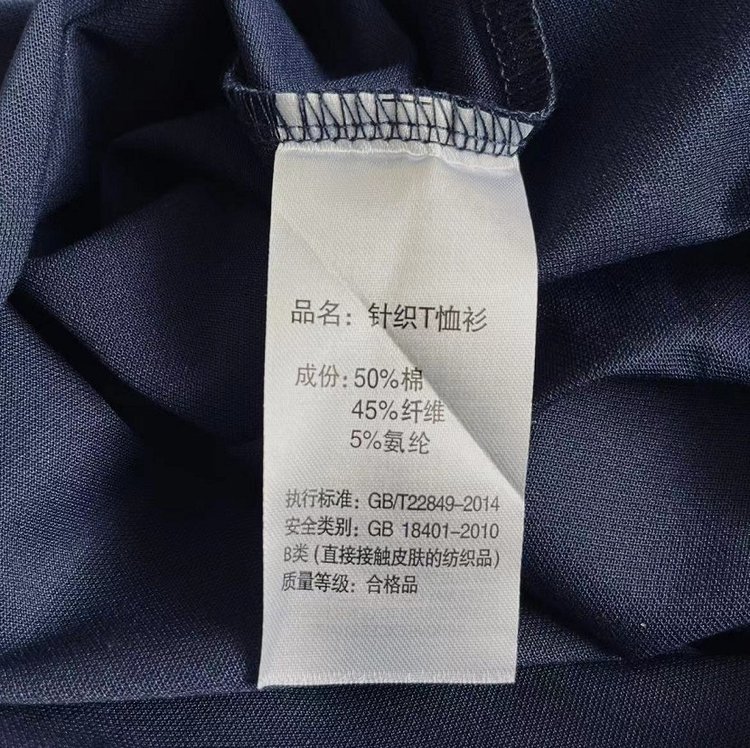 品名：针织T恤衫
成份：50%棉
45%纤维
5%氨纶
执行标准：GB/T22849-2014
安全类别：GB 18401-2010
B类（直接接触皮肤的纺织品）
质量等级：合格品